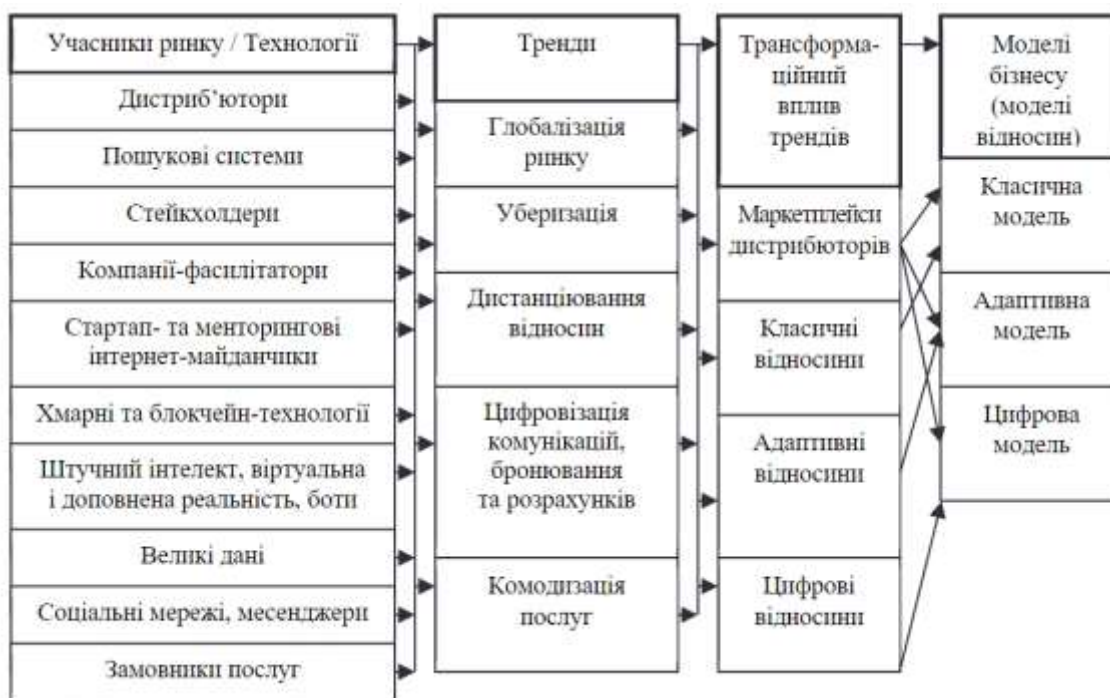 Учасники ринку / Технології
Дистриб’ютори
Пошукові системи
Стейкхолдери
Компанії-фасилітатори
Стартап- та менторингові
інтернет-майданчики
Хмарні та блокчейн-технології
Штучний інтелект, віртуальна
і доповнена реальність, боти
Великі дані
Соціальні мережі, месенджери
Замовники послуг
Тренди
Глобалізація
ринку
Уберизація
Дистанціювання
відносин
Цифровізація
комунікацій,
бронювання
та розрахунків
Комодизація
послуг
Трансформа-
ційний
вплив
трендів
Маркетплейси
дистрибюторів
Класичні
відносини
Адаптивні
відносини
Цифрові
відносини
Моделі
бізнесу
(моделі
відносин)
Класична
модель
Адаптивна
модель
Цифрова
модель